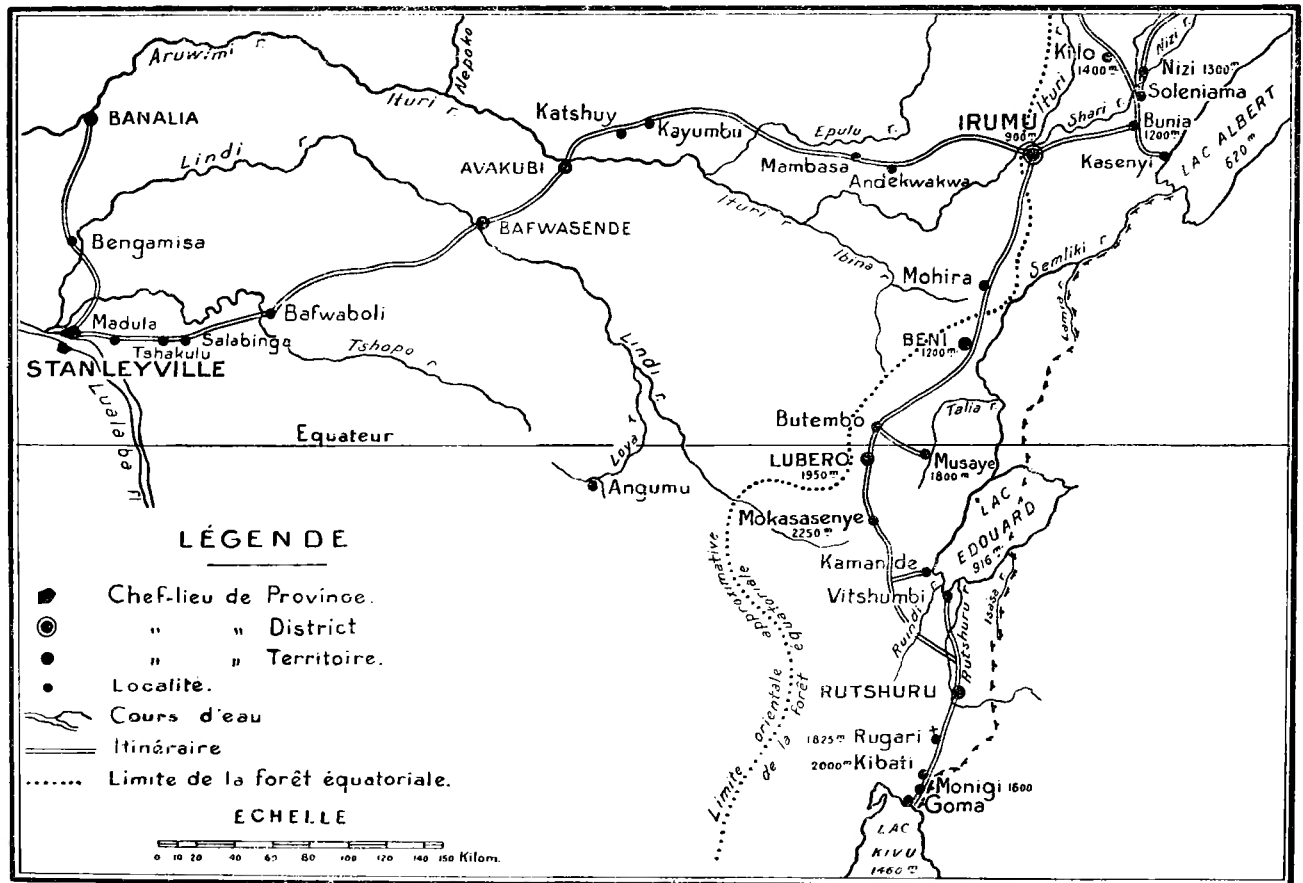 Aruwimi r.
Nepoko
Ituri r.
BANALIA
Lindi r
Katshuy
Kayumbu
Epulu r.
AVAKUBI
Mambasa
Andekwakwa
IRUMU
900m
Ituri r
Shari r.
Kilo
1400m
Nizi r.
Nizi 1300m
Soleniama
Bunia
1200m
Kasenyi
LAC ALBERT
620m
Bengamisa
BAFWASENDE
Ituri r.
Ibina r
Mohira
Semliki r.
Madula
Bafwaboli
Tshakulu
Salabinga
STANLEYVILLE
Tshopo r.
Lindi r.
BENI
1200m
Lualaba fl.
Equateur
Loya r
Angumu
Butembo
Talia r.
LUBERO
1950m
Musaye
1800m
Mokasasenye
2250m
LAC
EDOUARD
916m
Kamande
Vitshumbi
Ruindi r
Rutshuru r
Isasa r
RUTSHURU
Limite orientale approximative
de la forêt équatoriale
1825m Rugari
2000m Kibati
Monigi 1600
Goma
LAC
KIVU
1460m
LÉGENDE
Chef-lieu de Province.
" " District
" " Territoire.
Localité.
Cours d'eau
Itinéraire
Limite de la forêt équatoriale.
ECHELLE
0 10 20 40 60 80 100 120 140 150 Kilom.